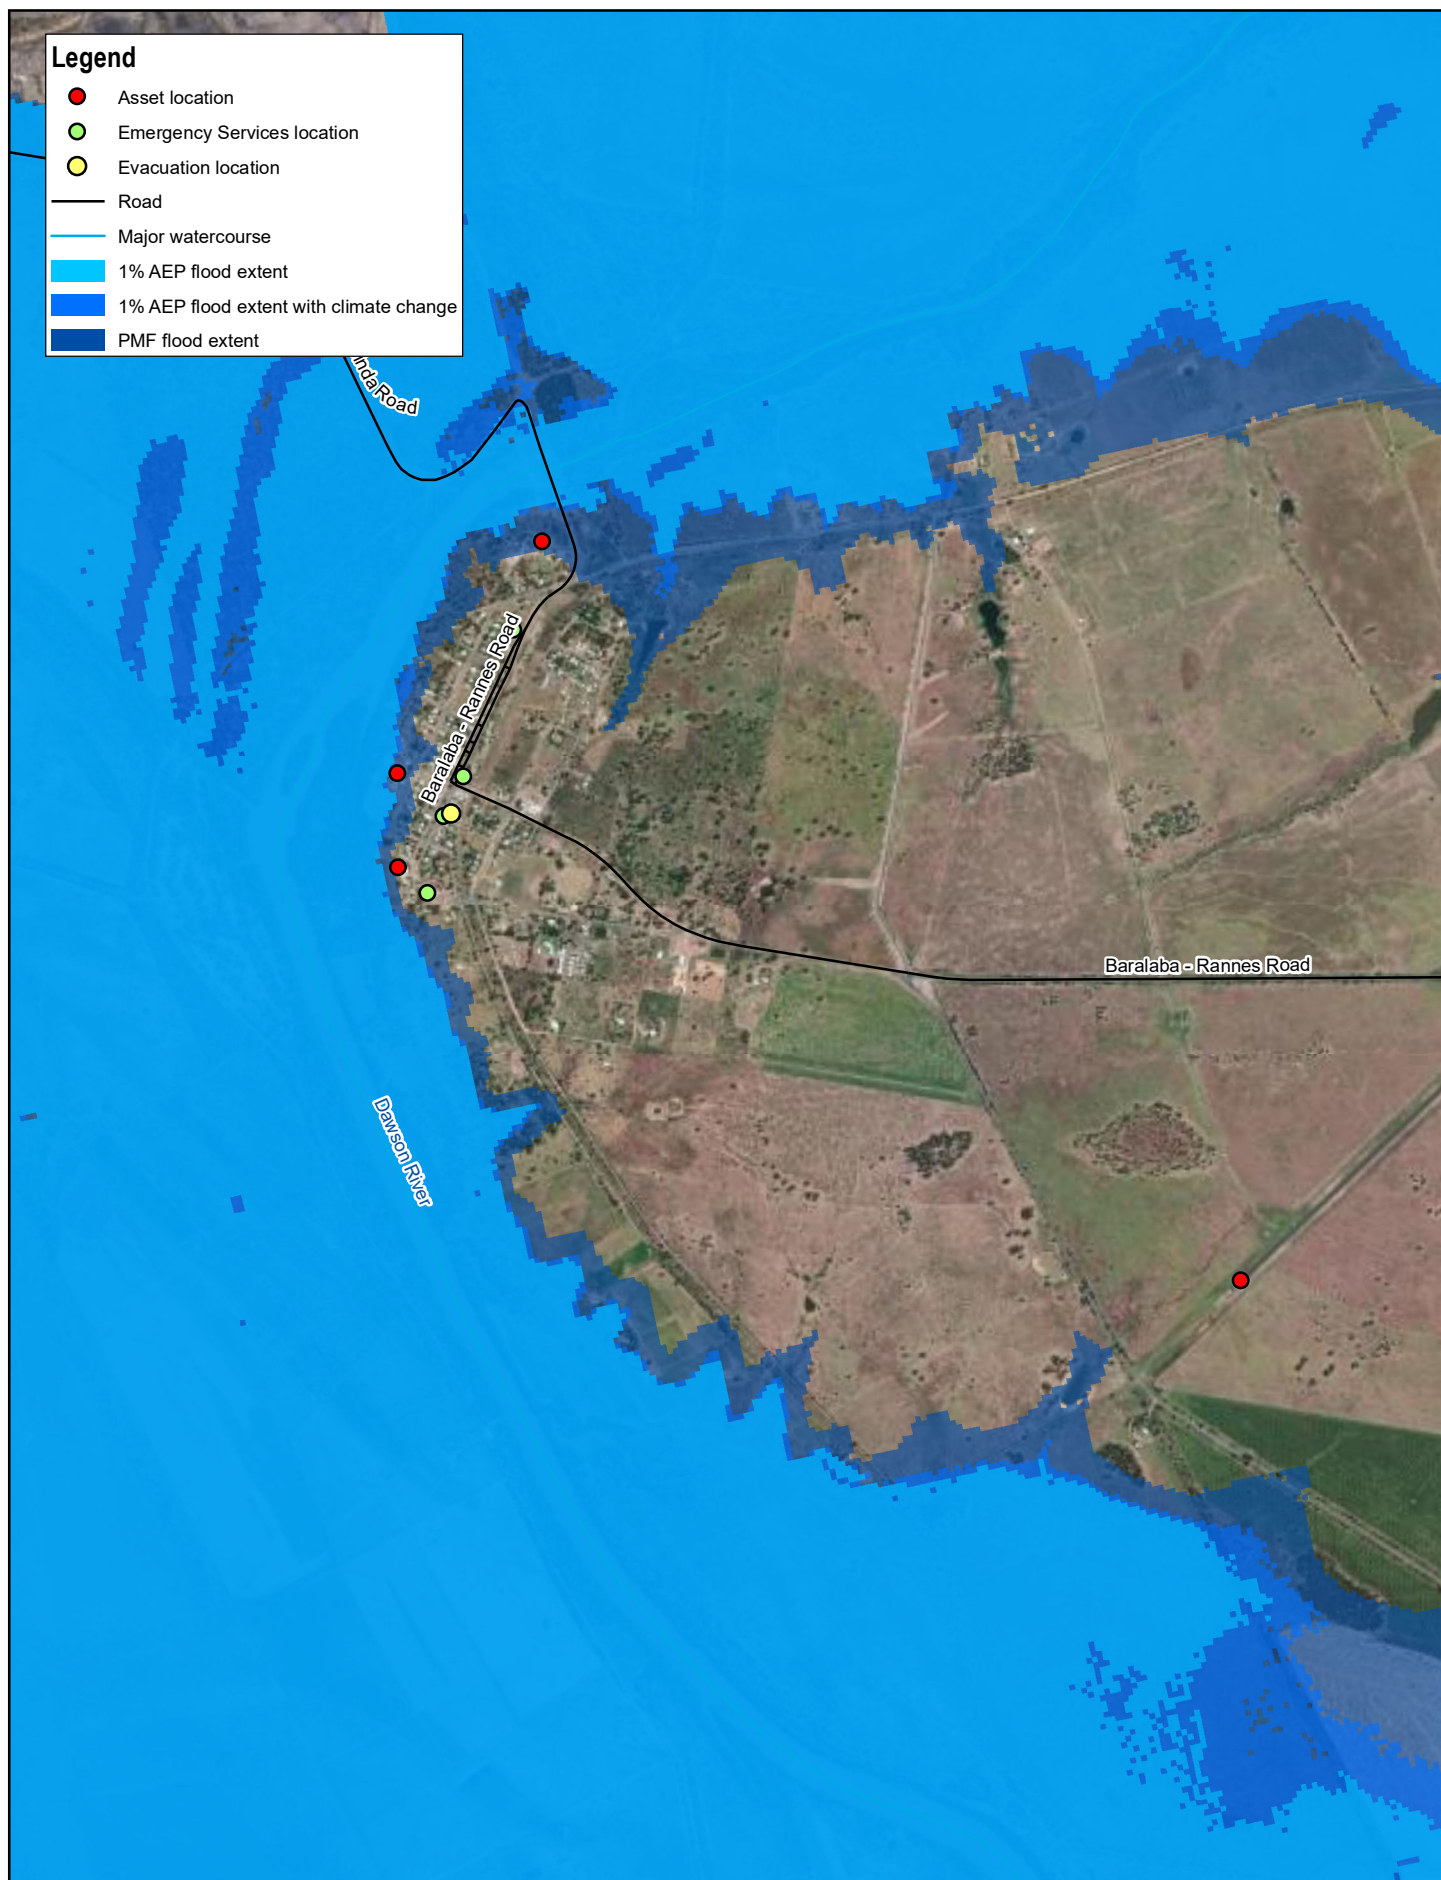 Legend
Asset location
Emergency Services location
Evacuation location
Road
Major watercourse
1% AEP flood extent
1% AEP flood extent with climate change
PMF flood extent
Road
Baralaba - Rannes Road
Baralaba - Rannes Road
Dawson River